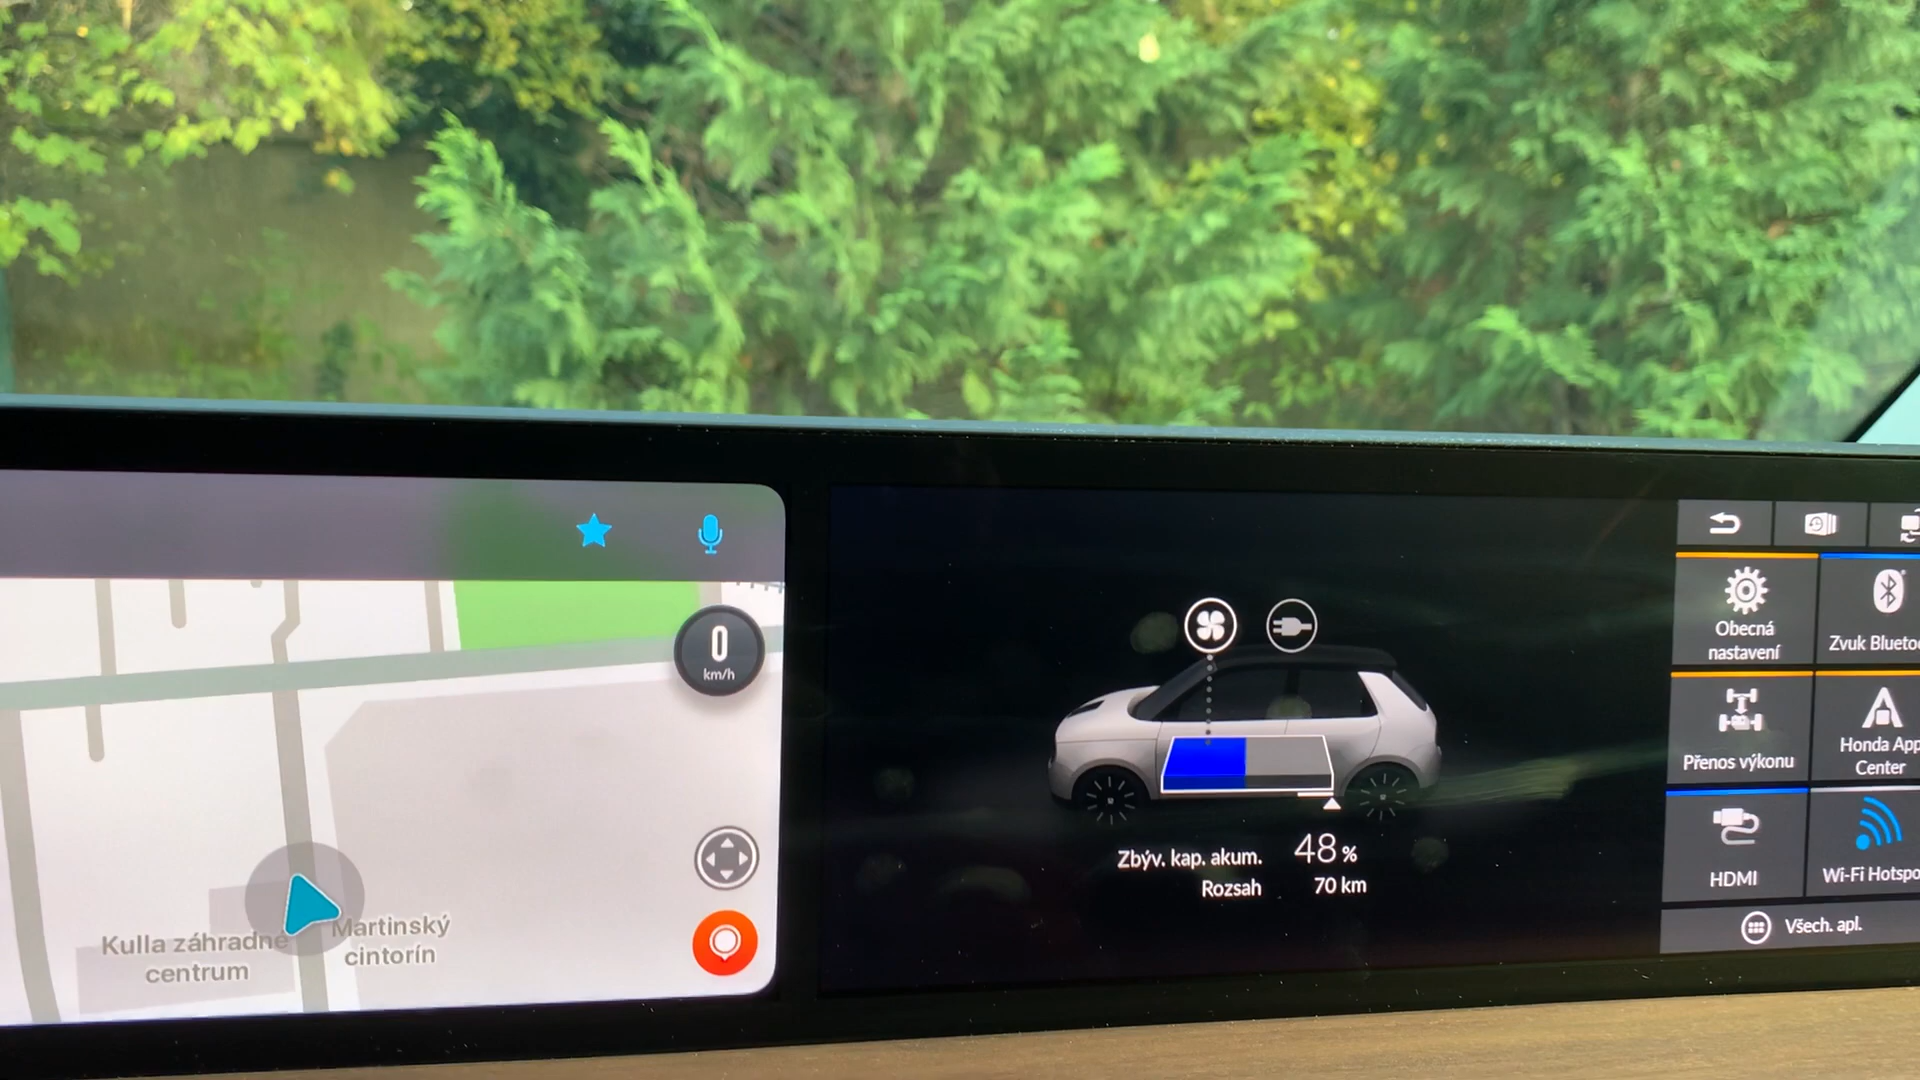 0
km/h
Kulla záhradné
centrum
Martinský
cintorín
Zbýv. kap. akum. 48 %
Rozsah 70 km
Obecná
nastavení
Zvuk Blueto
Přenos výkonu
Honda App
Center
HDMI
Wi-Fi Hotspo
Všech. apl.